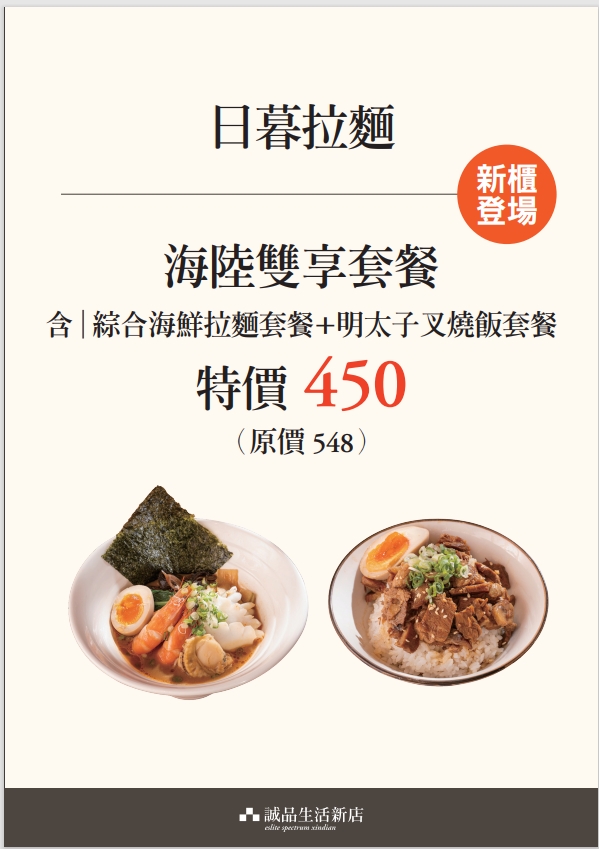 日暮拉麵
新櫃
登場
海陸雙享套餐
含｜綜合海鮮拉麵套餐+明太子叉燒飯套餐
特價 450
（原價 548）
誠品生活新店
eslite spectrum xindian